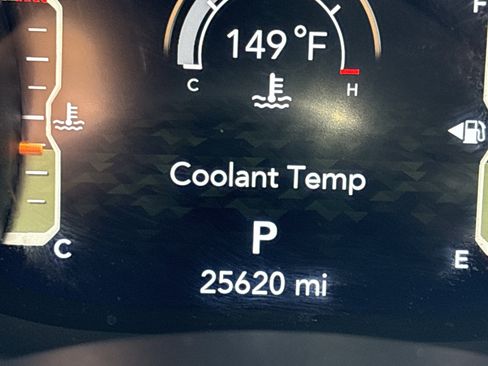 F
149°F
C H
Coolant Temp
P
C E
25620 mi